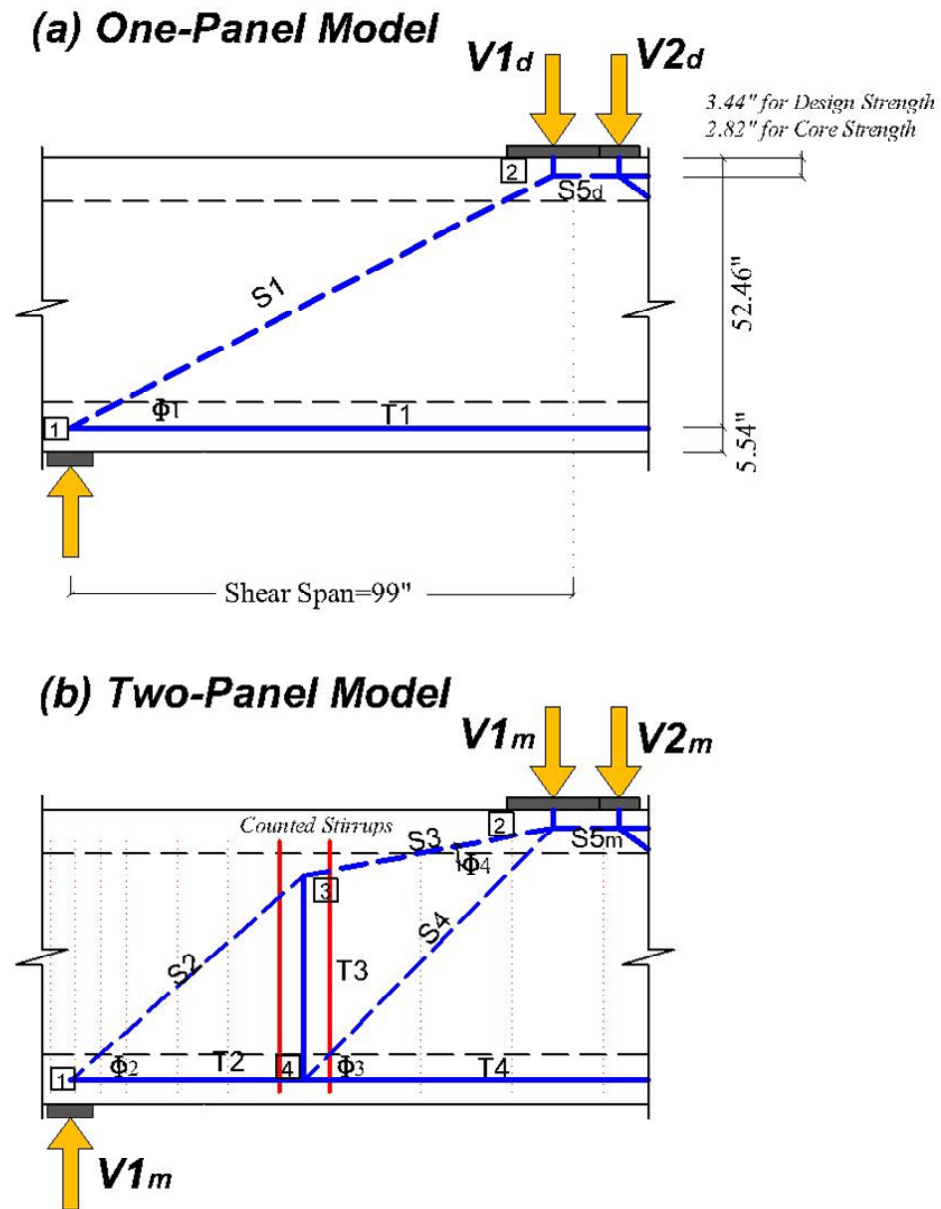 (a) One-Panel Model
V1d V2d
3.44" for Design Strength
2.82" for Core Strength
2
S5d
S1
52.46"
Φ1
T1
1
5.54"
Shear Span=99"
(b) Two-Panel Model
V1m V2m
Counted Stirrups
2
S3
S5m
Φ4
3
S2
S4
T3
T2
4
Φ3
T4
1
Φ2
V1m